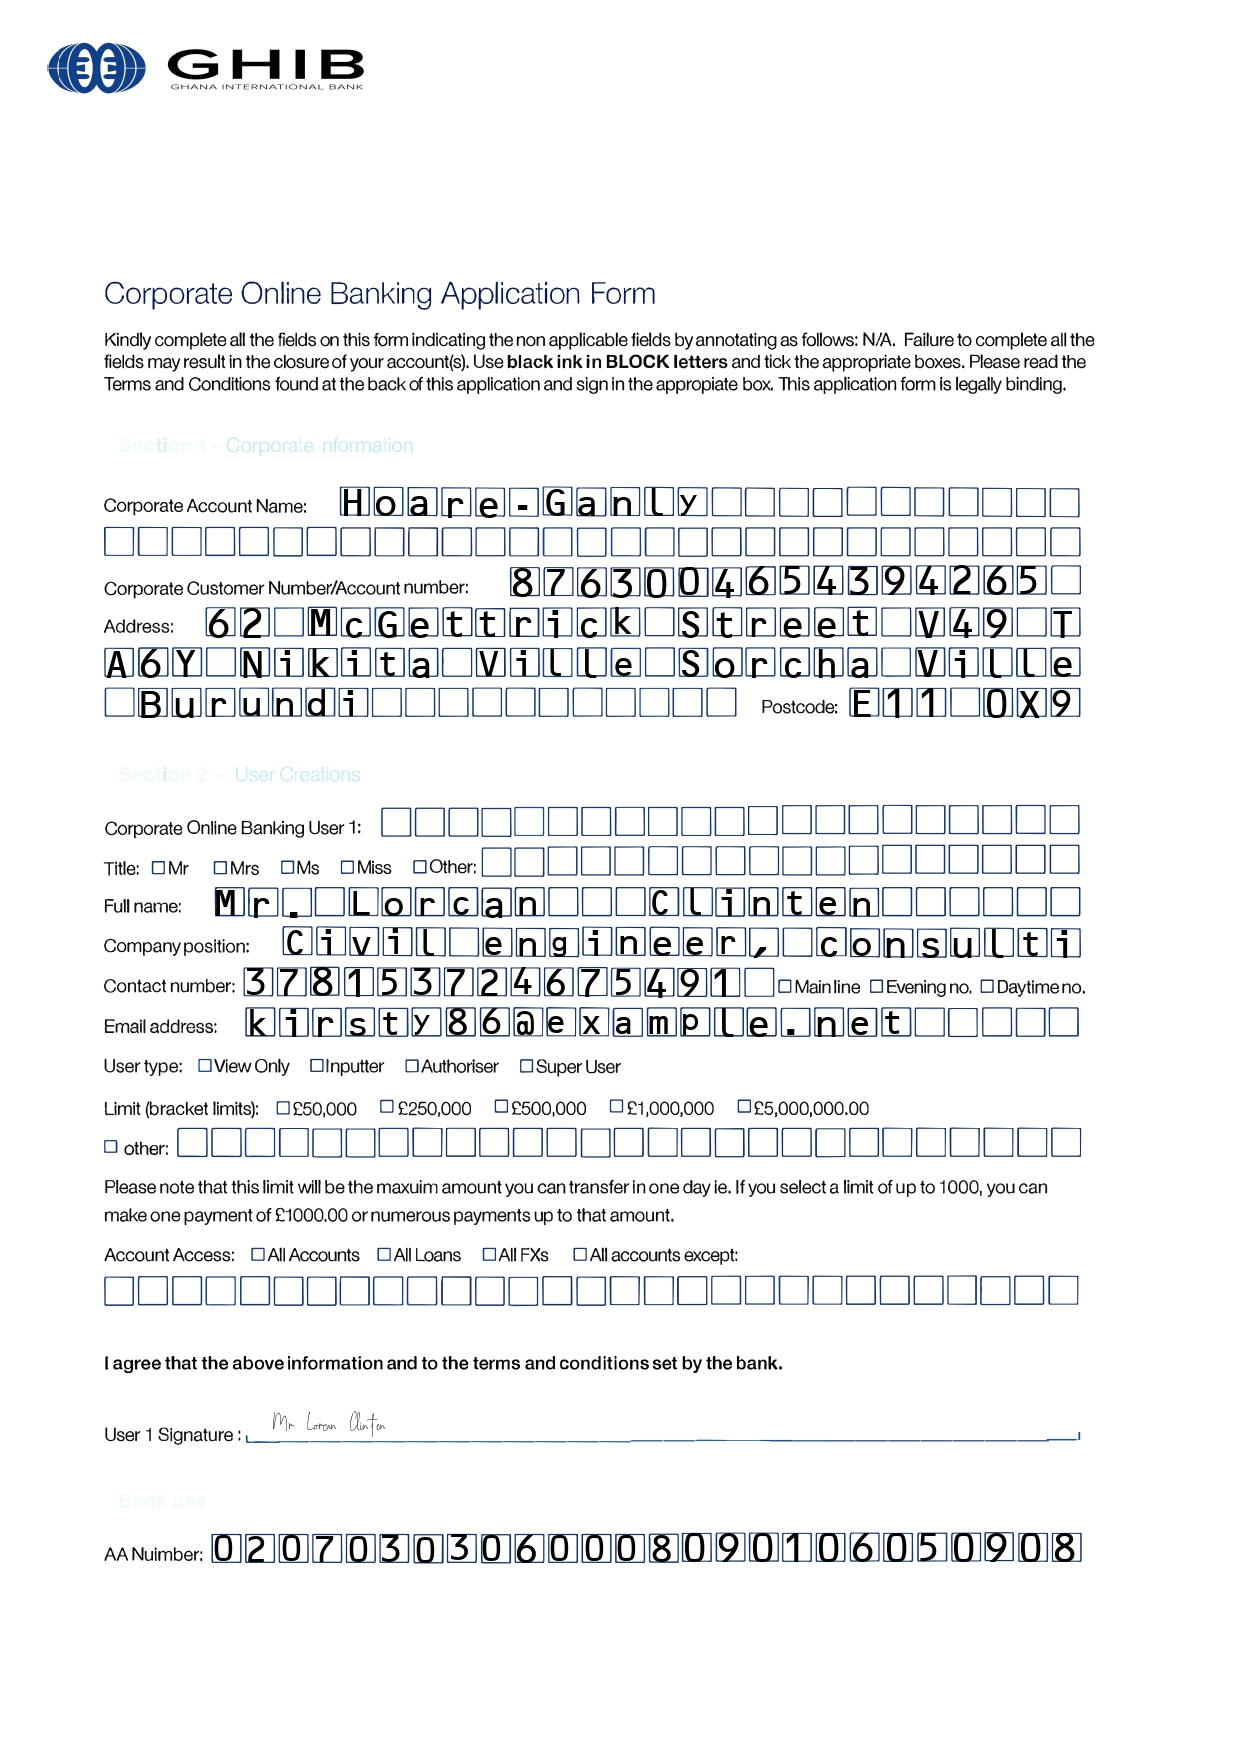 GHIB
GHANA INTERNATIONAL BANK
Corporate Online Banking Application Form
Kindly complete all the fields on this form indicating the non applicable fields by annotating as follows: N/A. Failure to complete all the
fields may result in the closure of your account(s). Use black ink in BLOCK letters and tick the appropriate boxes. Please read the
Terms and Conditions found at the back of this application and sign in the appropiate box. This application form is legally binding.
Section 1 – Corporate Information
Corporate Account Name: Hoare-Ganly
Corporate Customer Number/Account number: 8763004654394265
Address: 62 McGettrick Street V49 T
A6Y Nikita Ville Sorcha Ville
Burundi Postcode: E11 0X9
Section 2 – User Creations
Corporate Online Banking User 1:
Title: Mr Mrs Ms Miss Other:
Full name: Mr. Lorcan Clinten
Company position: Civil engineer, consulti
Contact number: 378153724675491 Main line Evening no. Daytime no.
Email address: kirsty86@example.net
User type: View Only Inputter Authoriser Super User
Limit (bracket limits): £50,000 £250,000 £500,000 £1,000,000 £5,000,000.00
other:
Please note that this limit will be the maxuim amount you can transfer in one day ie. If you select a limit of up to 1000, you can
make one payment of £1000.00 or numerous payments up to that amount.
Account Access: All Accounts All Loans All FXs All accounts except:
I agree that the above information and to the terms and conditions set by the bank.
User 1 Signature : Mr Lorcan Clinten
Bank use
AA Nuimber: 02070303060008090106050908